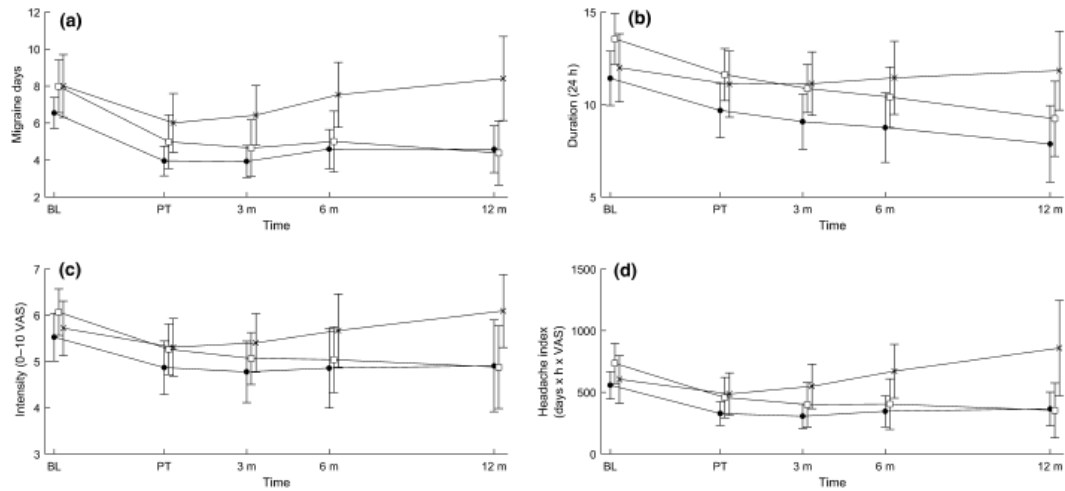 (a)
Migraine days
12
10
8
6
4
2
BL PT 3 m 6 m 12 m
Time
(b)
Duration (24 h)
15
10
5
BL PT 3 m 6 m 12 m
Time
(c)
Intensity (0–10 VAS)
7
6
5
4
3
BL PT 3 m 6 m 12 m
Time
(d)
Headache index
(days x h x VAS)
1500
1000
500
0
BL PT 3 m 6 m 12 m
Time